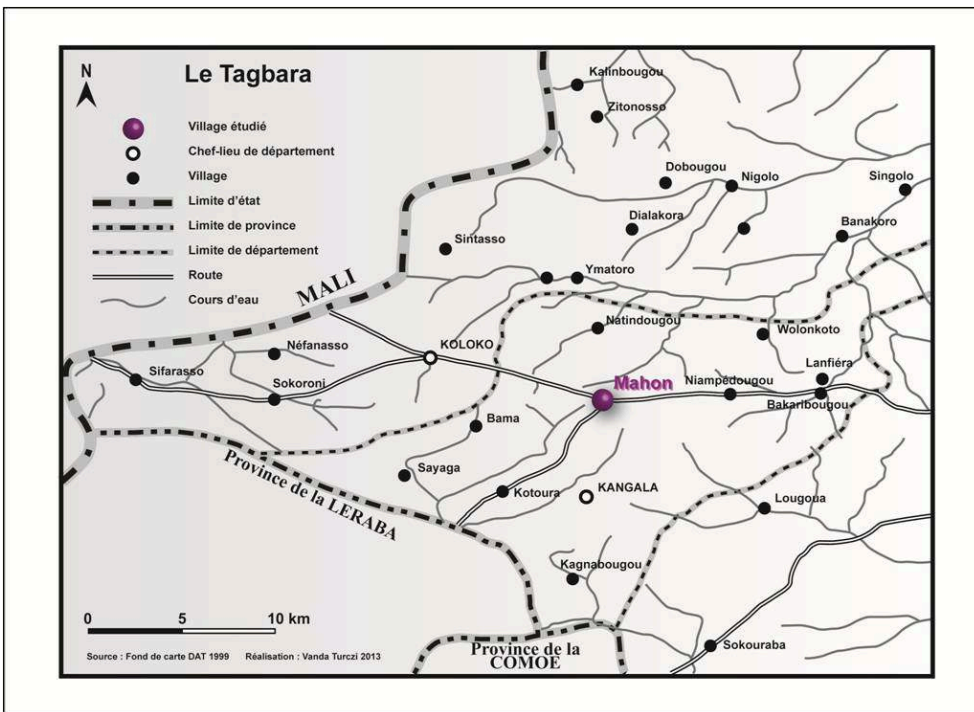 N
Le Tagbara
Village étudié
Chef-lieu de département
Village
Limite d'état
Limite de province
Limite de département
Route
Cours d'eau
Kalinbougou
Zitonosso
Dobougou
Nigolo
Singolo
Dialakora
Banakoro
Sintasso
Ymatoro
MALI
Natindougou
Wolonkoto
KOLOKO
Néfanasso
Sifarasso
Sokoroni
Mahon
Niampédougou
Lanfiéra
Bakaribougou
Bama
Sayaga
Province de la LERABA
Kotoura
KANGALA
Lougoua
Kagnabougou
0 5 10 km
Province de la
COMOE
Sokouraba
Source : Fond de carte DAT 1999 Réalisation : Vanda Turczi 2013